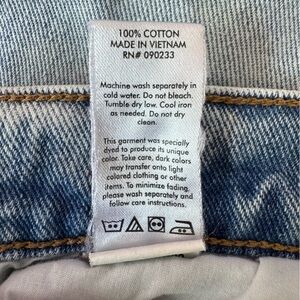 100% COTTON
MADE IN VIETNAM
RN# 090233
Machine wash separately in
cold water. Do not bleach.
Tumble dry low. Cool iron
as needed. Do not dry
clean.
This garment was specially
dyed to produce its unique
color. Take care, dark colors
may transfer onto light
colored clothing or other
items. To minimize fading,
please wash separately and
follow care instructions.